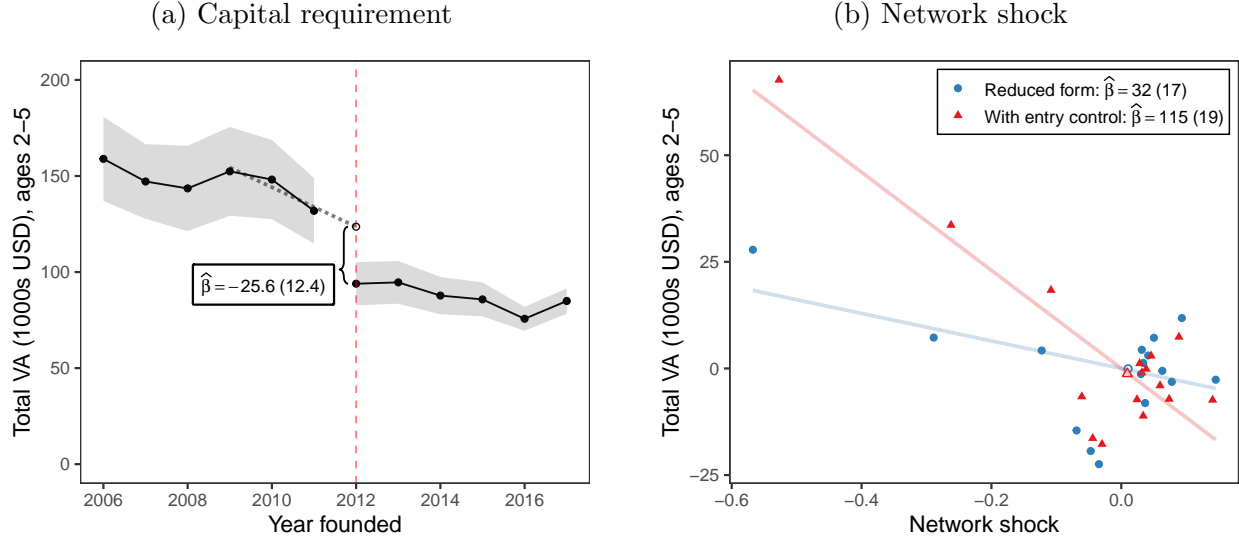 (a) Capital requirement
Total VA (1000s USD), ages 2−5
200
150
100
50
0
β̂ = −25.6 (12.4)
2006
2008
2010
2012
2014
2016
Year founded
(b) Network shock
Total VA (1000s USD), ages 2−5
50
25
0
−25
Reduced form: β̂ = 32 (17)
With entry control: β̂ = 115 (19)
−0.6
−0.4
−0.2
0.0
Network shock